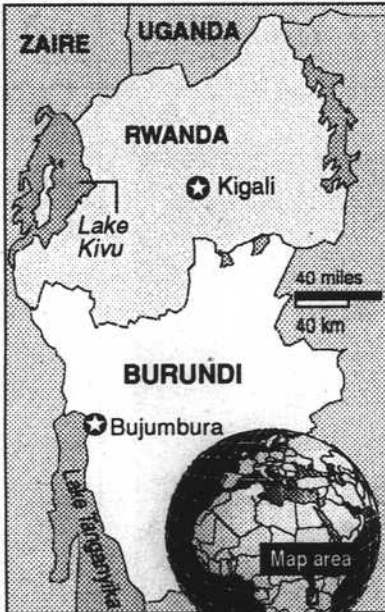 ZAIRE
UGANDA
RWANDA
Kigali
Lake
Kivu
40 miles
40 km
BURUNDI
Bujumbura
Lake Tanganyika
Map area